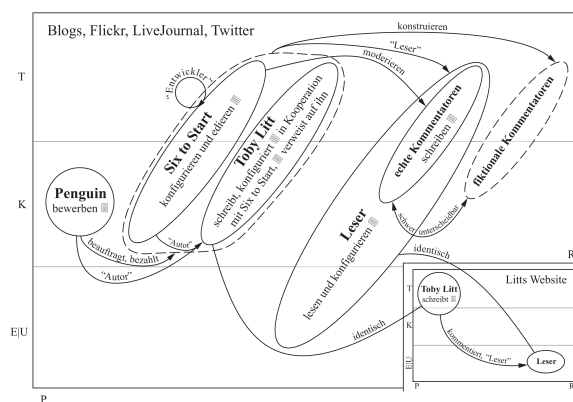 Blogs, Flickr, LiveJournal, Twitter
konstruieren
"Leser"
moderieren
T
"Entwickler"
Six to Start
konfigurieren und edieren
Toby Litt
schreibt, konfiguriert in Kooperation
mit Six to Start, verweist auf ihn
echte Kommentatoren
schreiben
fiktionale Kommentatoren
K
Penguin
bewerben
Leser
lesen und konfigurieren
schwer unterscheidbar
"Autor"
beauftragt, bezahlt
"Autor"
identisch
R
E|U
identisch
Litts Website
T
Toby Litt
schreibt
K
kommentiert, "Leser"
E|U
Leser
P
R
P